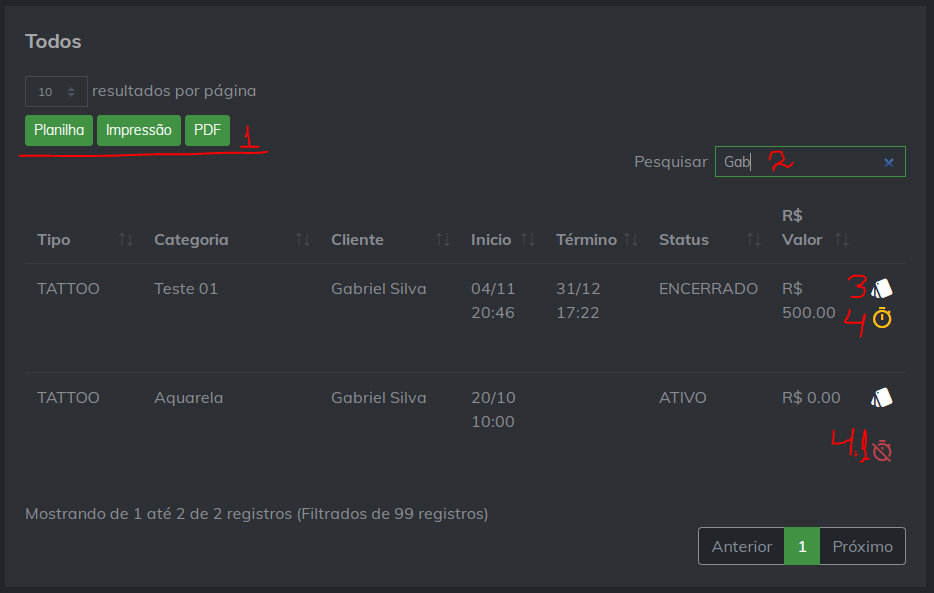 Todos
10 resultados por página
Planilha Impressão PDF 1
Pesquisar Gab 2
R$
Tipo Categoria Cliente Inicio Término Status Valor
TATTOO Teste 01 Gabriel Silva 04/11 31/12 ENCERRADO R$ 3
20:46 17:22 500.00 4
TATTOO Aquarela Gabriel Silva 20/10 ATIVO R$ 0.00
10:00
4.1
Mostrando de 1 até 2 de 2 registros (Filtrados de 99 registros)
Anterior 1 Próximo